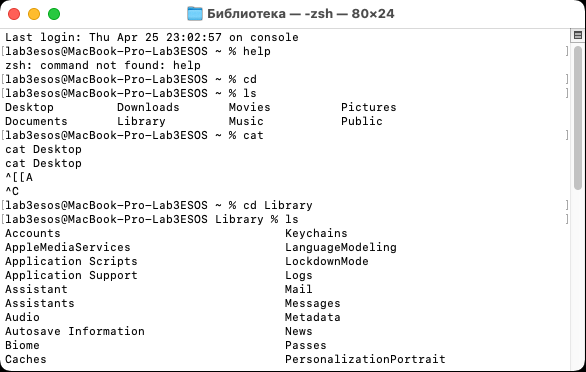 Библиотека — -zsh — 80×24
Last login: Thu Apr 25 23:02:57 on console
[lab3esos@MacBook-Pro-Lab3ESOS ~ % help ]
zsh: command not found: help
[lab3esos@MacBook-Pro-Lab3ESOS ~ % cd ]
[lab3esos@MacBook-Pro-Lab3ESOS ~ % ls ]
Desktop Downloads Movies Pictures
Documents Library Music Public
[lab3esos@MacBook-Pro-Lab3ESOS ~ % cat ]
cat Desktop
cat Desktop
^[[A
^C
[lab3esos@MacBook-Pro-Lab3ESOS ~ % cd Library ]
[lab3esos@MacBook-Pro-Lab3ESOS Library % ls ]
Accounts Keychains
AppleMediaServices LanguageModeling
Application Scripts LockdownMode
Application Support Logs
Assistant Mail
Assistants Messages
Audio Metadata
Autosave Information News
Biome Passes
Caches PersonalizationPortrait